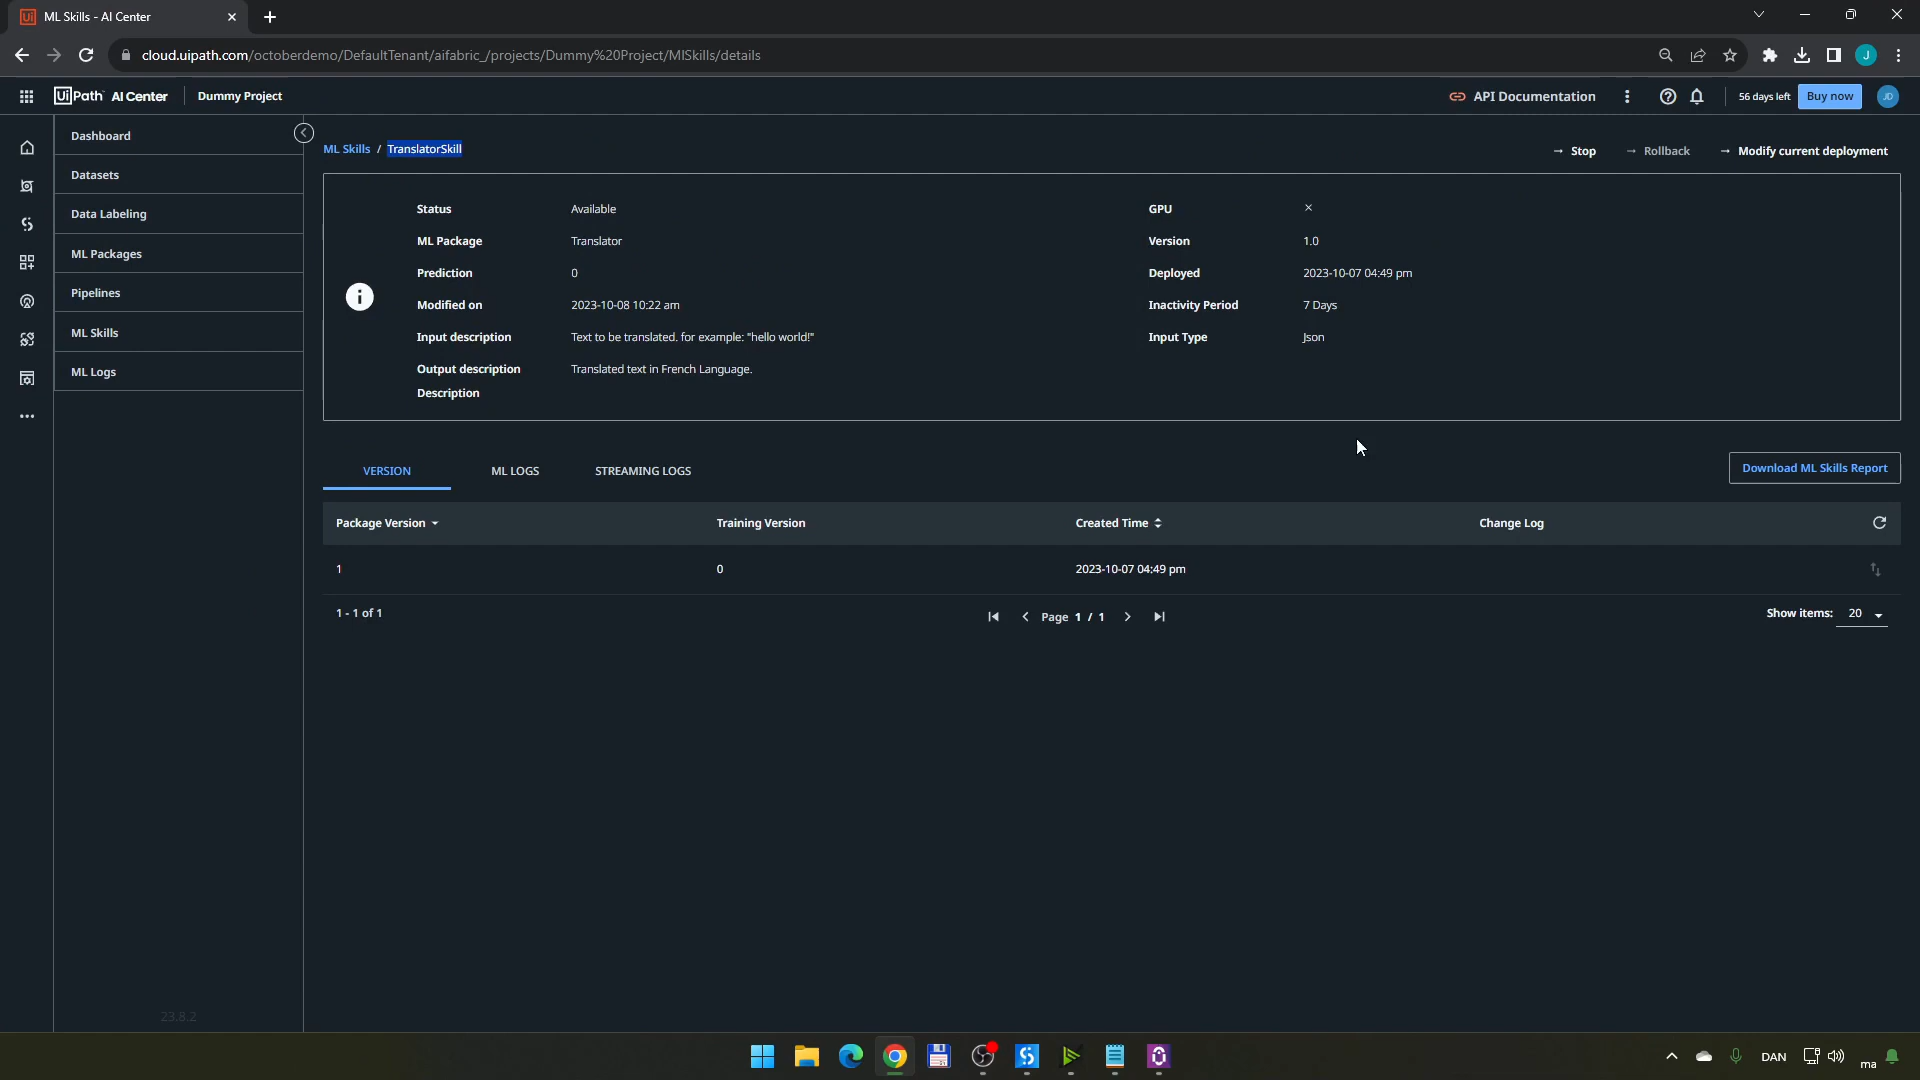 ML Skills - AI Center
cloud.uipath.com/octoberdemo/DefaultTenant/aifabric_/projects/Dummy%20Project/MlSkills/details
J
UiPath AI Center
Dummy Project
API Documentation
56 days left
Buy now
JD
Dashboard
Datasets
Data Labeling
ML Packages
Pipelines
ML Skills
ML Logs
23.8.2
ML Skills / TranslatorSkill
→ Stop
→ Rollback
→ Modify current deployment
Status Available
ML Package Translator
Prediction 0
Modified on 2023-10-08 10:22 am
Input description Text to be translated. for example: "hello world!"
Output description Translated text in French Language.
Description
GPU ×
Version 1.0
Deployed 2023-10-07 04:49 pm
Inactivity Period 7 Days
Input Type Json
VERSION
ML LOGS
STREAMING LOGS
Download ML Skills Report
Package Version Training Version Created Time Change Log
1 0 2023-10-07 04:49 pm
1 - 1 of 1
Page 1 / 1
Show items: 20
DAN
ma